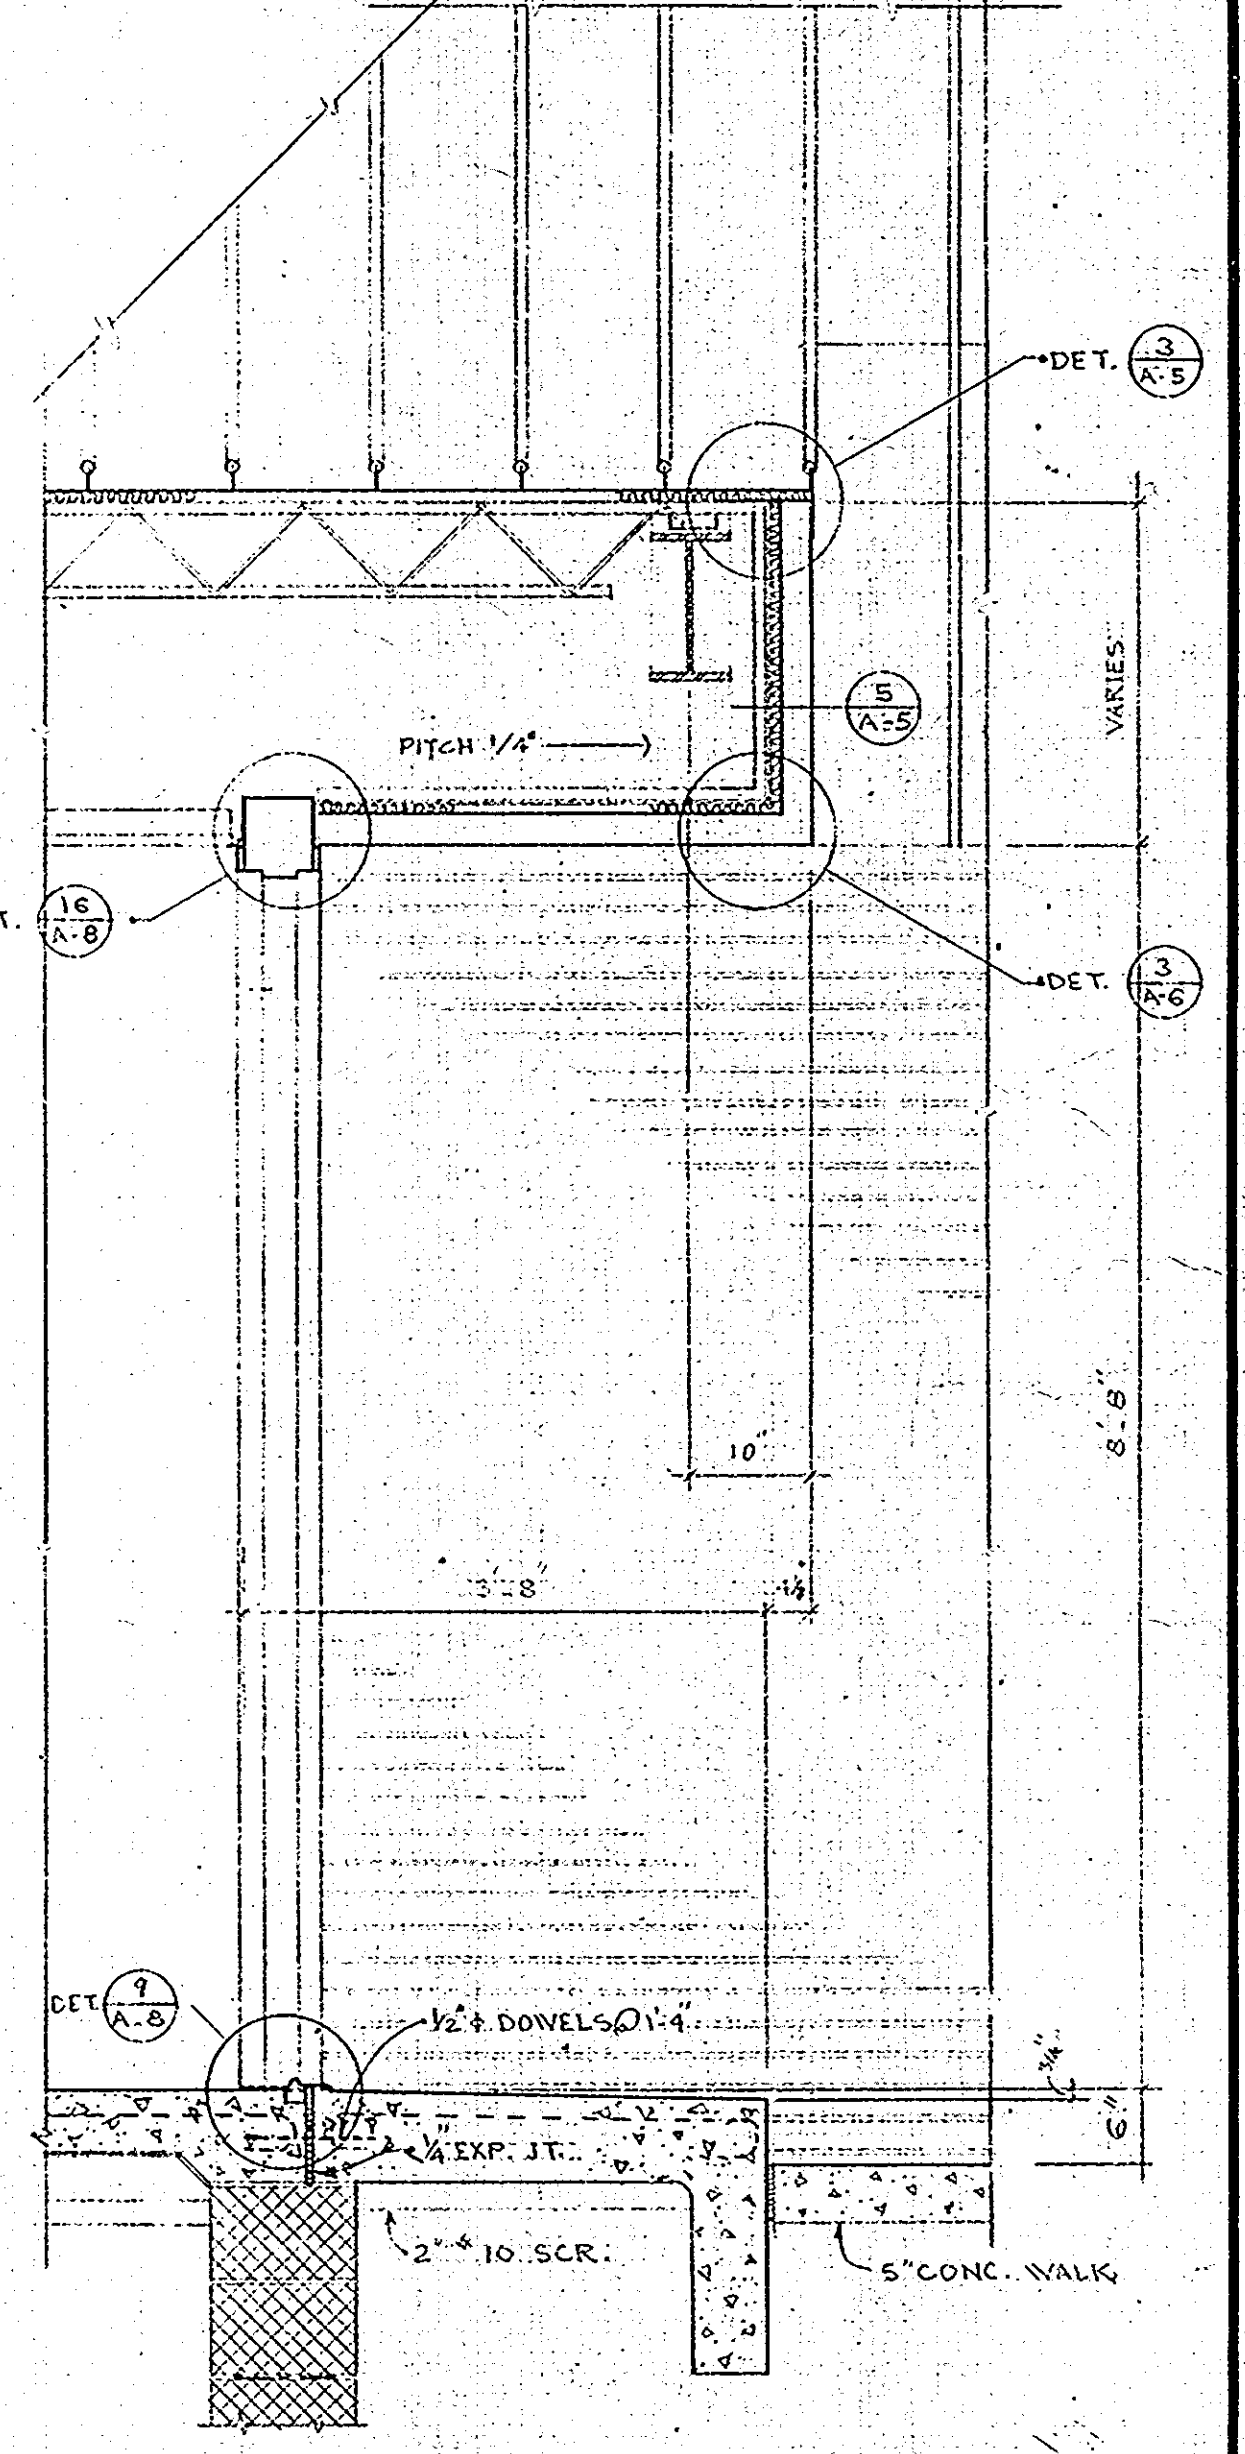 DET. 3
A-5
VARIES
5
A-5
PITCH 1/4"
T. 16
A-8
DET. 3
A-6
8'-8"
10"
3'-8"
DET. 9
A-8
1/2" φ DOWELS @ 1'-4"
3/4"
6"
1/4" EXP. JT.
2" # 10 SCR.
5" CONC. WALK